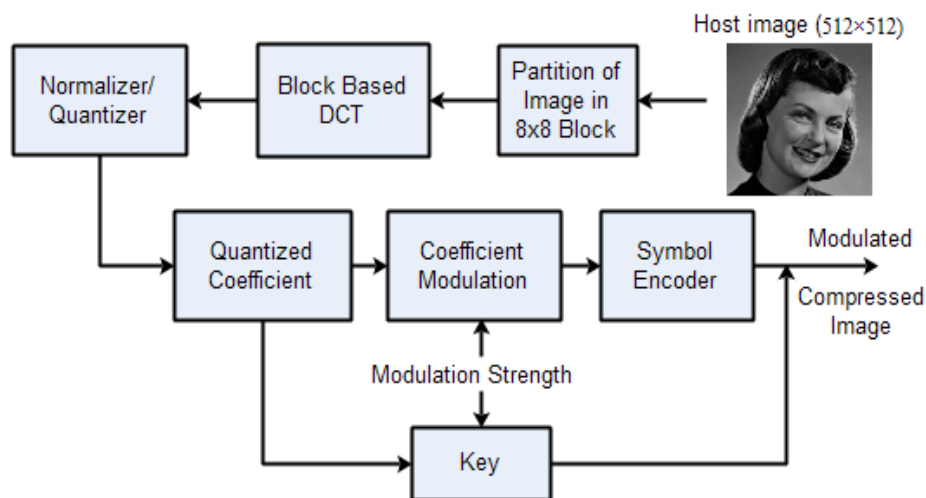 Host image (512×512)
Partition of
Image in
8x8 Block
Block Based
DCT
Normalizer/
Quantizer
Quantized
Coefficient
Coefficient
Modulation
Symbol
Encoder
Modulated
Compressed
Image
Modulation Strength
Key